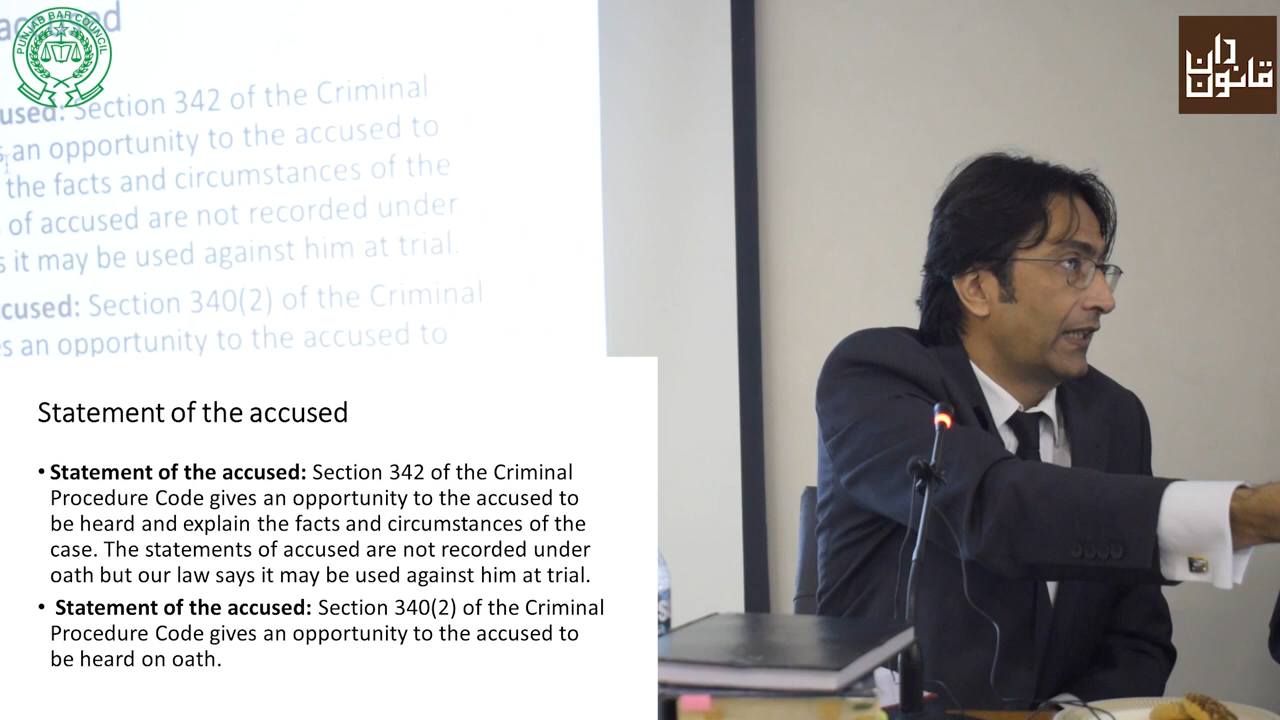 PUNJAB BAR COUNCIL
قانون دان
used: Section 342 of the Criminal
an opportunity to the accused to
the facts and circumstances of the
of accused are not recorded under
s it may be used against him at trial.
cused: Section 340(2) of the Criminal
es an opportunity to the accused to
Statement of the accused
• Statement of the accused: Section 342 of the Criminal
Procedure Code gives an opportunity to the accused to
be heard and explain the facts and circumstances of the
case. The statements of accused are not recorded under
oath but our law says it may be used against him at trial.
• Statement of the accused: Section 340(2) of the Criminal
Procedure Code gives an opportunity to the accused to
be heard on oath.